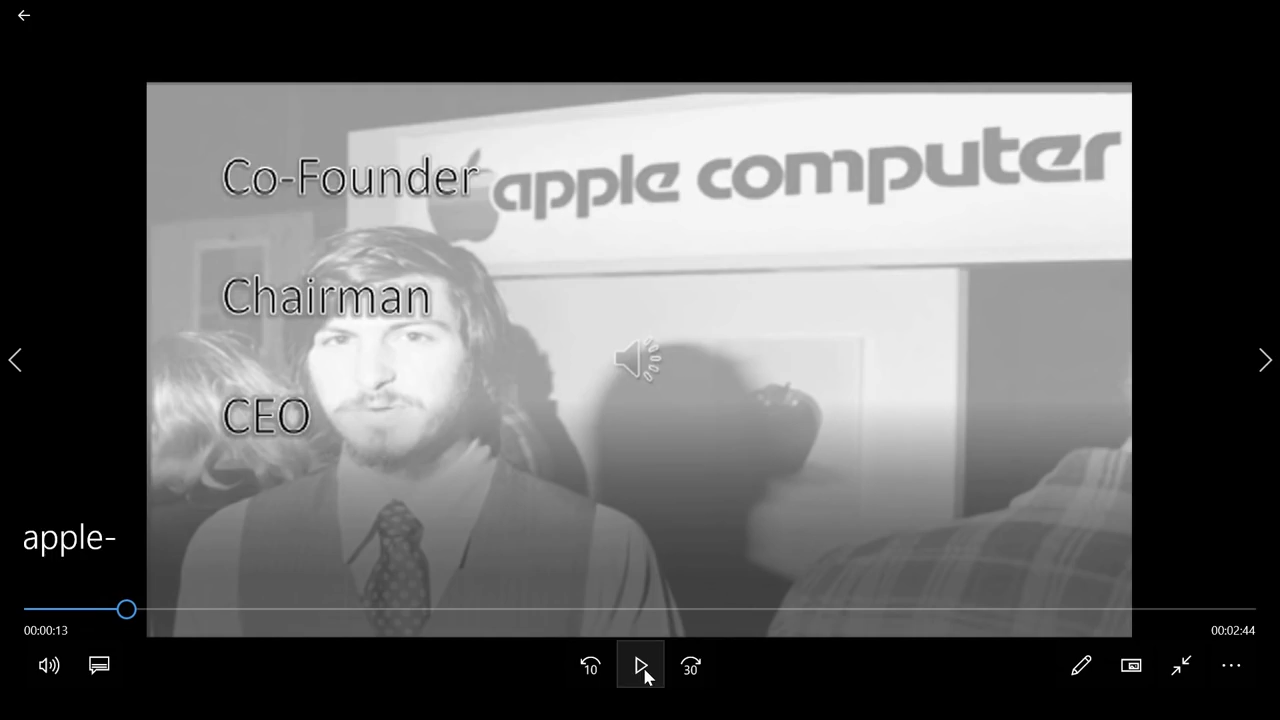 Co-Founder
apple computer
Chairman
CEO
apple-
00:00:13
00:02:44
10
30